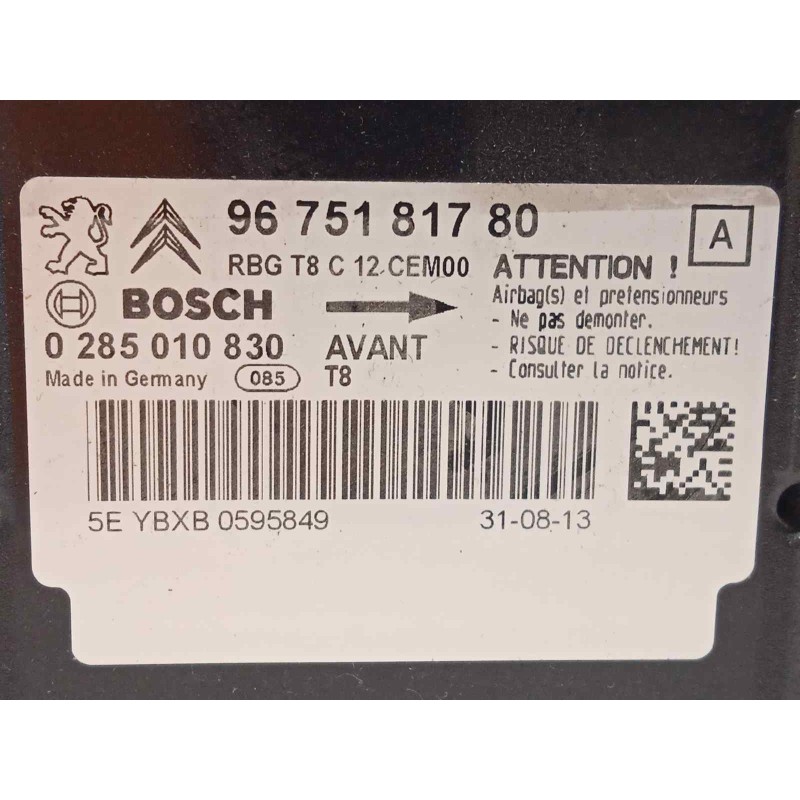 96 751 817 80
A
RBG T8 C 12 CEM00
ATTENTION !
BOSCH
Airbag(s) et pretensionneurs
- Ne pas demonter.
0 285 010 830
AVANT
- RISQUE DE DECLENCHEMENT!
Made in Germany
085
T8
- Consulter la notice.
5E YBXB 0595849
31-08-13